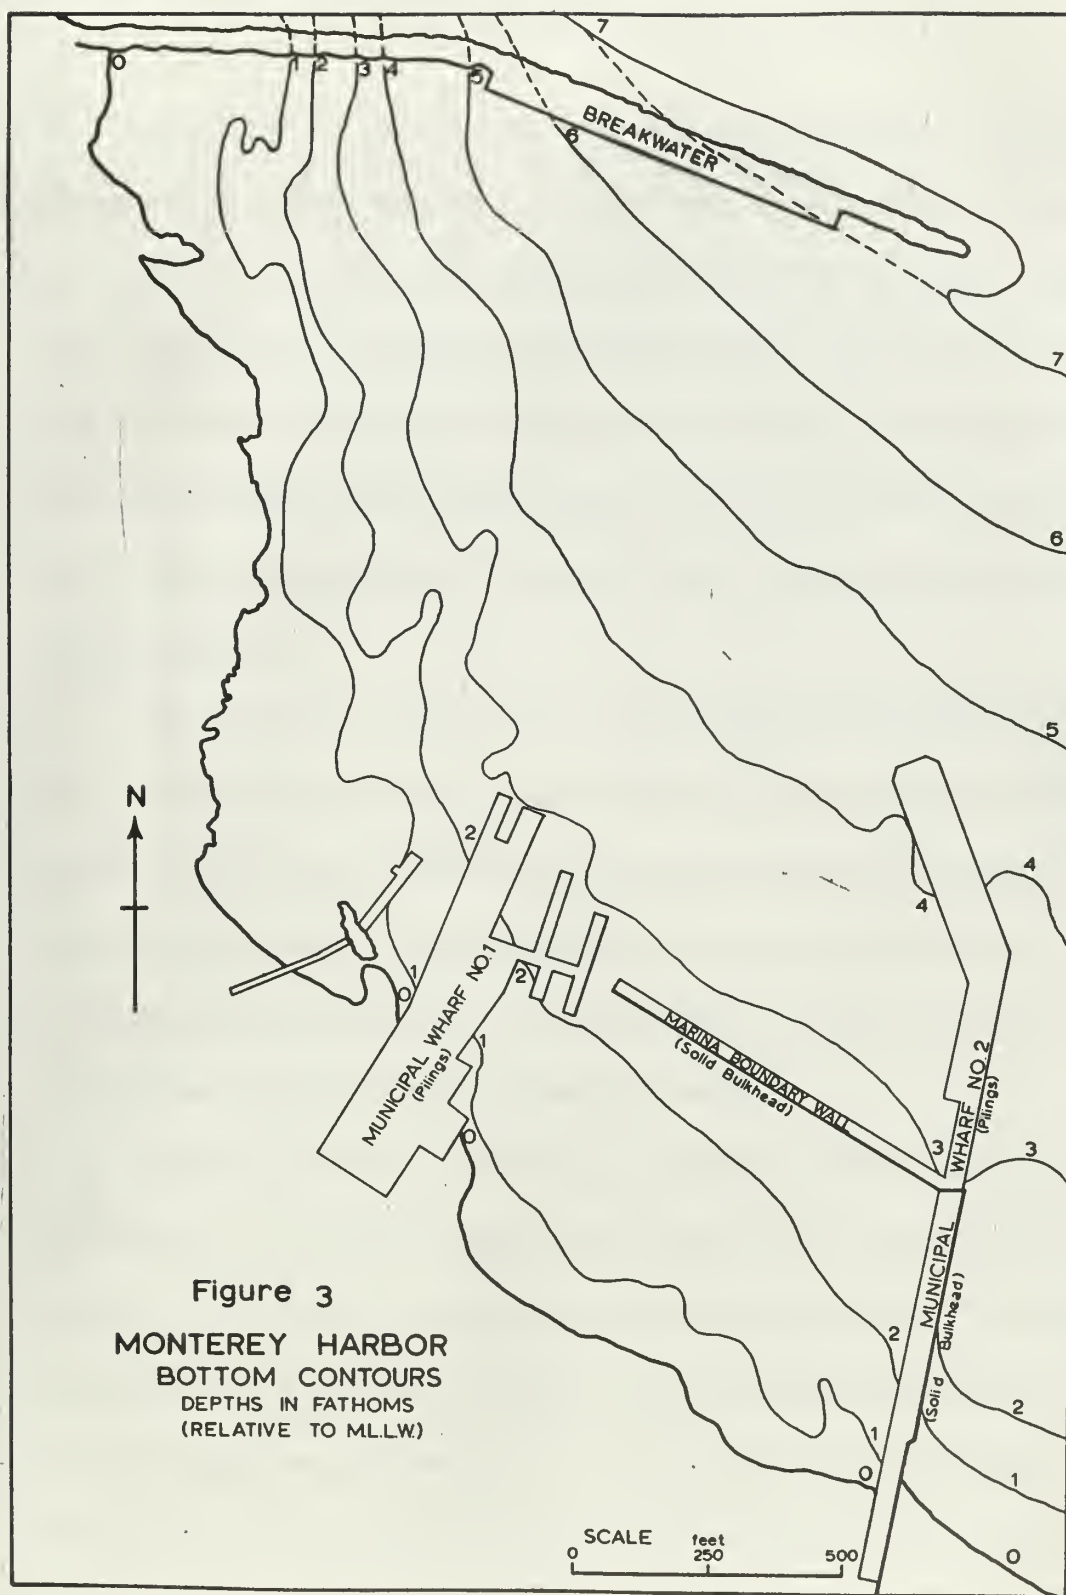 7
0
1
2
3
4
5
BREAKWATER
6
7
6
5
N
2
4
4
MUNICIPAL WHARF NO.1
(Pilings)
1
0
2
1
0
MARINA BOUNDARY WALL
(Solid Bulkhead)
MUNICIPAL WHARF NO. 2
(Pilings)
(Solid Bulkhead)
3
3
2
2
1
1
0
0
Figure 3
MONTEREY HARBOR
BOTTOM CONTOURS
DEPTHS IN FATHOMS
(RELATIVE TO M.L.L.W.)
SCALE feet
0 250 500